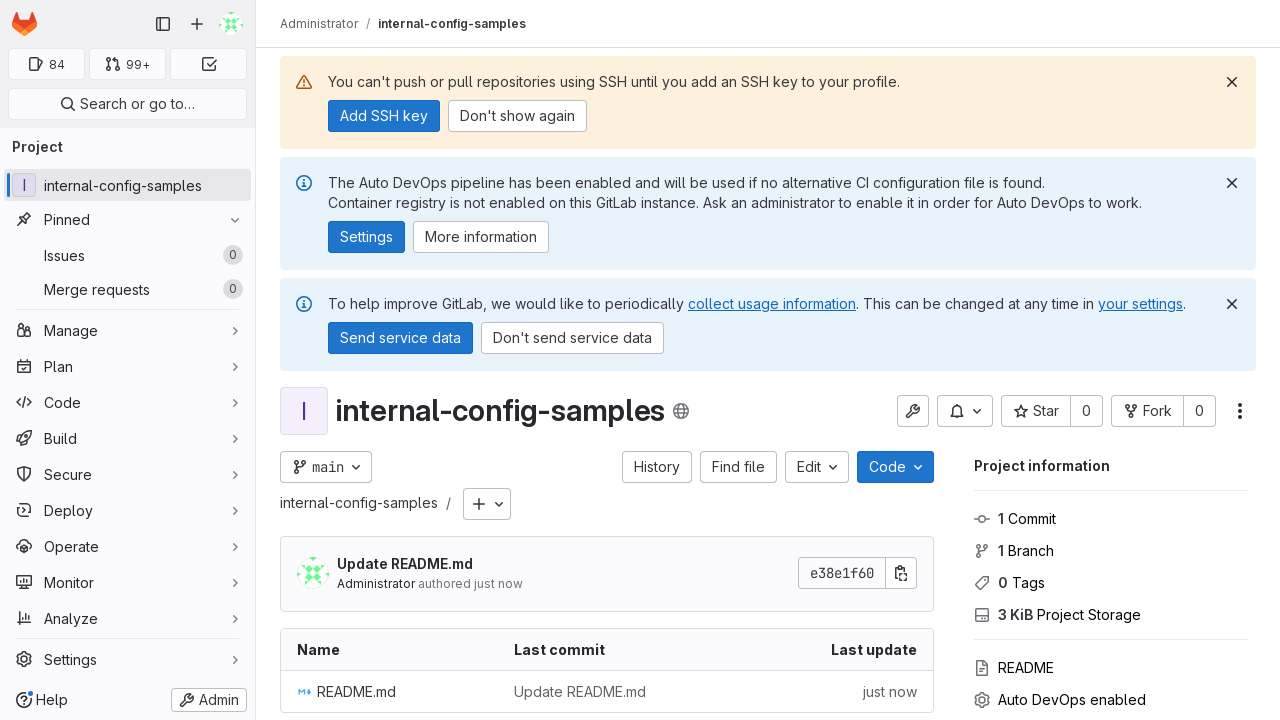 Administrator / internal-config-samples
84 99+
Search or go to…
Project
I internal-config-samples
Pinned
Issues 0
Merge requests 0
Manage
Plan
Code
Build
Secure
Deploy
Operate
Monitor
Analyze
Settings
Help Admin
You can't push or pull repositories using SSH until you add an SSH key to your profile.
Add SSH key Don't show again
The Auto DevOps pipeline has been enabled and will be used if no alternative CI configuration file is found.
Container registry is not enabled on this GitLab instance. Ask an administrator to enable it in order for Auto DevOps to work.
Settings More information
To help improve GitLab, we would like to periodically collect usage information. This can be changed at any time in your settings.
Send service data Don't send service data
I internal-config-samples
Star 0 Fork 0
main History Find file Edit Code
internal-config-samples /
Update README.md
Administrator authored just now
e38e1f60
Name Last commit Last update
README.md Update README.md just now
Project information
1 Commit
1 Branch
0 Tags
3 KiB Project Storage
README
Auto DevOps enabled